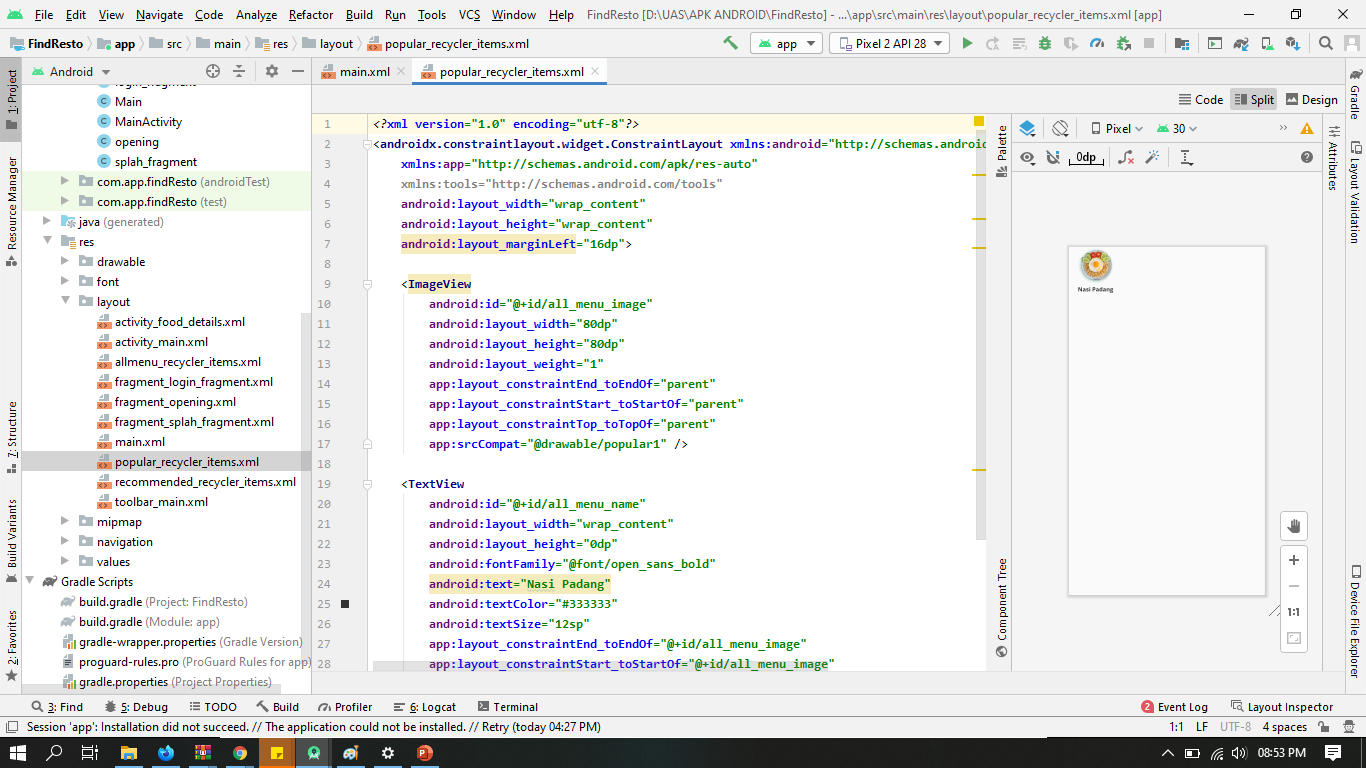 File Edit View Navigate Code Analyze Refactor Build Run Tools VCS Window Help FindResto [D:\UAS\APK ANDROID\FindResto] - ...\app\src\main\res\layout\popular_recycler_items.xml [app]
FindResto app src main res layout popular_recycler_items.xml app Pixel 2 API 28
1: Project
Resource Manager
Z: Structure
Build Variants
2: Favorites
Android
Main
MainActivity
opening
splah_fragment
com.app.findResto (androidTest)
com.app.findResto (test)
java (generated)
res
drawable
font
layout
activity_food_details.xml
activity_main.xml
allmenu_recycler_items.xml
fragment_login_fragment.xml
fragment_opening.xml
fragment_splah_fragment.xml
main.xml
popular_recycler_items.xml
recommended_recycler_items.xml
toolbar_main.xml
mipmap
navigation
values
Gradle Scripts
build.gradle (Project: FindResto)
build.gradle (Module: app)
gradle-wrapper.properties (Gradle Version)
proguard-rules.pro (ProGuard Rules for app)
gradle.properties (Project Properties)
main.xml popular_recycler_items.xml
Code Split Design
1 <?xml version="1.0" encoding="utf-8"?>
2 <androidx.constraintlayout.widget.ConstraintLayout xmlns:android="http://schemas.andro
3 xmlns:app="http://schemas.android.com/apk/res-auto"
4 xmlns:tools="http://schemas.android.com/tools"
5 android:layout_width="wrap_content"
6 android:layout_height="wrap_content"
7 android:layout_marginLeft="16dp">
8
9 <ImageView
10 android:id="@+id/all_menu_image"
11 android:layout_width="80dp"
12 android:layout_height="80dp"
13 android:layout_weight="1"
14 app:layout_constraintEnd_toEndOf="parent"
15 app:layout_constraintStart_toStartOf="parent"
16 app:layout_constraintTop_toTopOf="parent"
17 app:srcCompat="@drawable/popular1" />
18
19 <TextView
20 android:id="@+id/all_menu_name"
21 android:layout_width="wrap_content"
22 android:layout_height="0dp"
23 android:fontFamily="@font/open_sans_bold"
24 android:text="Nasi Padang"
25 android:textColor="#333333"
26 android:textSize="12sp"
27 app:layout_constraintEnd_toEndOf="@+id/all_menu_image"
28 app:layout_constraintStart_toStartOf="@+id/all_menu_image"
Palette
Component Tree
Pixel 30
0dp
Nasi Padang
1:1
Attributes
Gradle
Layout Validation
Device File Explorer
3: Find 5: Debug TODO Build Profiler 6: Logcat Terminal 2 Event Log Layout Inspector
Session 'app': Installation did not succeed. // The application could not be installed. // Retry (today 04:27 PM) 1:1 LF UTF-8 4 spaces
08:53 PM